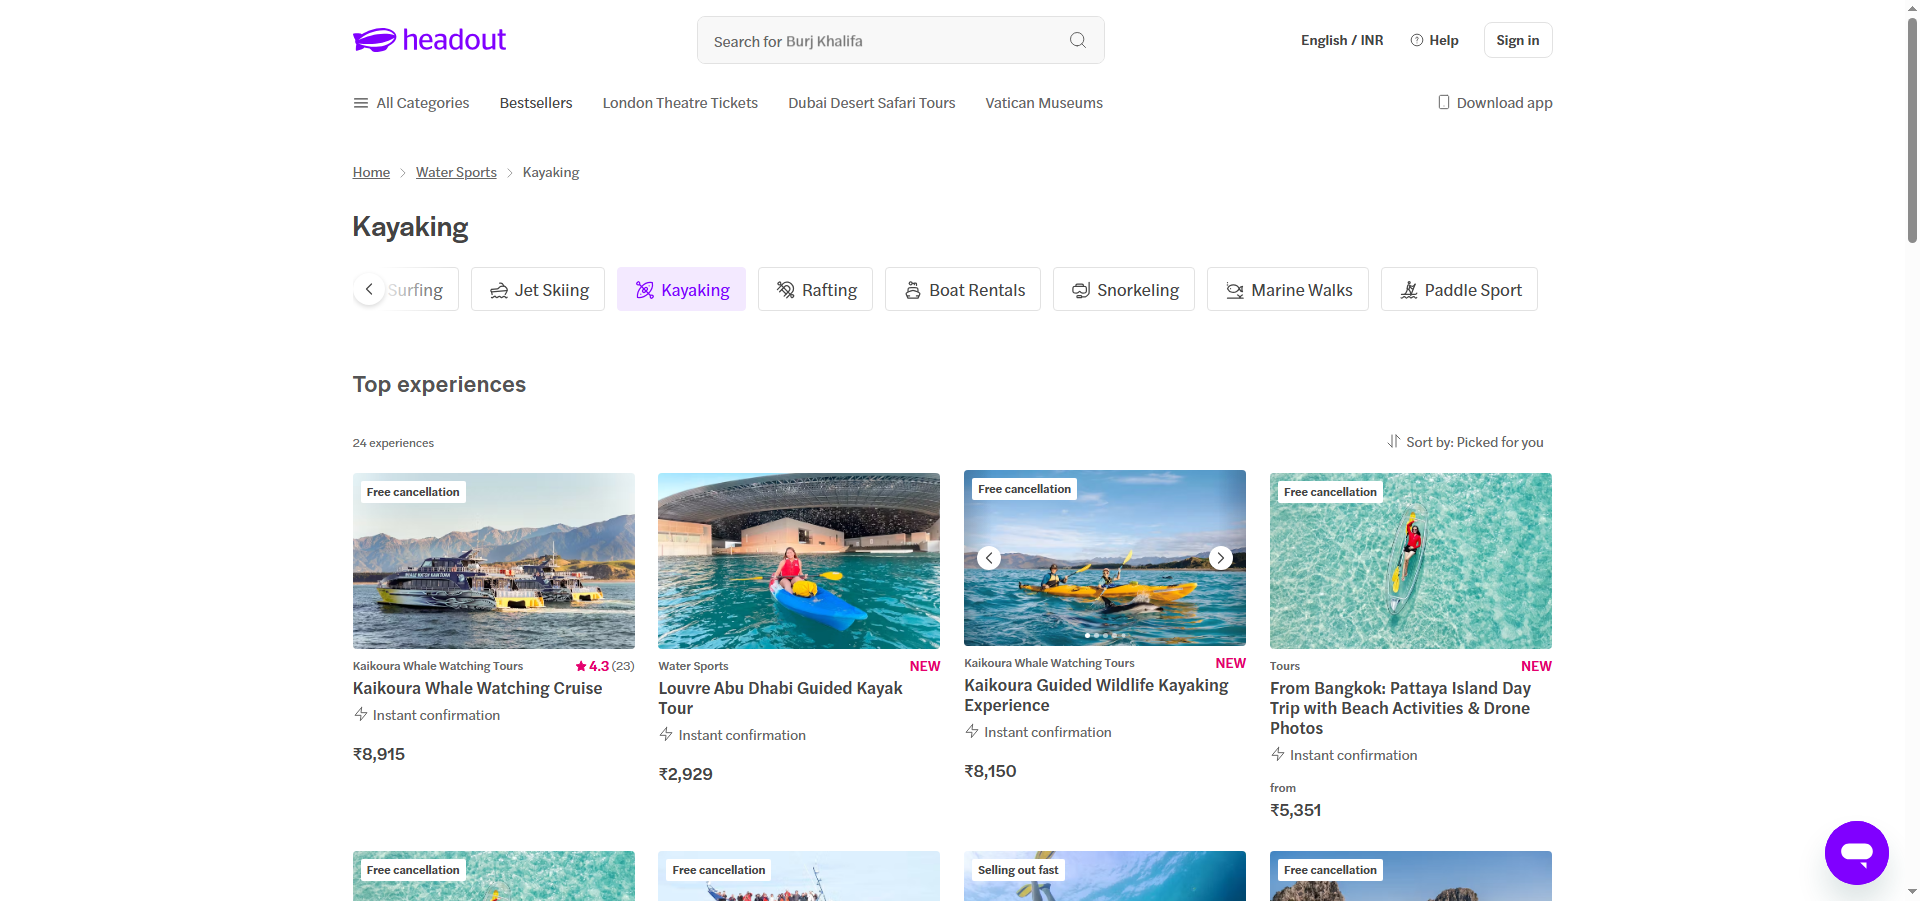 headout
Search for Burj Khalifa
English / INR
Help
Sign in
All Categories
Bestsellers
London Theatre Tickets
Dubai Desert Safari Tours
Vatican Museums
Download app
Home
Water Sports
Kayaking
Kayaking
Surfing
Jet Skiing
Kayaking
Rafting
Boat Rentals
Snorkeling
Marine Walks
Paddle Sport
Top experiences
24 experiences
Sort by: Picked for you
Free cancellation
Kaikoura Whale Watching Tours
4.3 (23)
Kaikoura Whale Watching Cruise
Instant confirmation
₹8,915
Water Sports
NEW
Louvre Abu Dhabi Guided Kayak
Tour
Instant confirmation
₹2,929
Free cancellation
Kaikoura Whale Watching Tours
NEW
Kaikoura Guided Wildlife Kayaking
Experience
Instant confirmation
₹8,150
Free cancellation
Tours
NEW
From Bangkok: Pattaya Island Day
Trip with Beach Activities & Drone
Photos
Instant confirmation
from
₹5,351
Free cancellation
Free cancellation
Selling out fast
Free cancellation